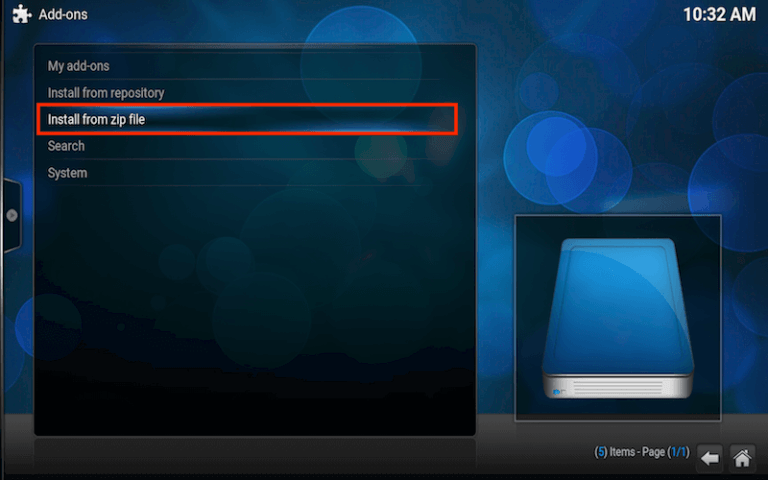 Add-ons
10:32 AM
My add-ons
Install from repository
Install from zip file
Search
System
(5) Items - Page (1/1)